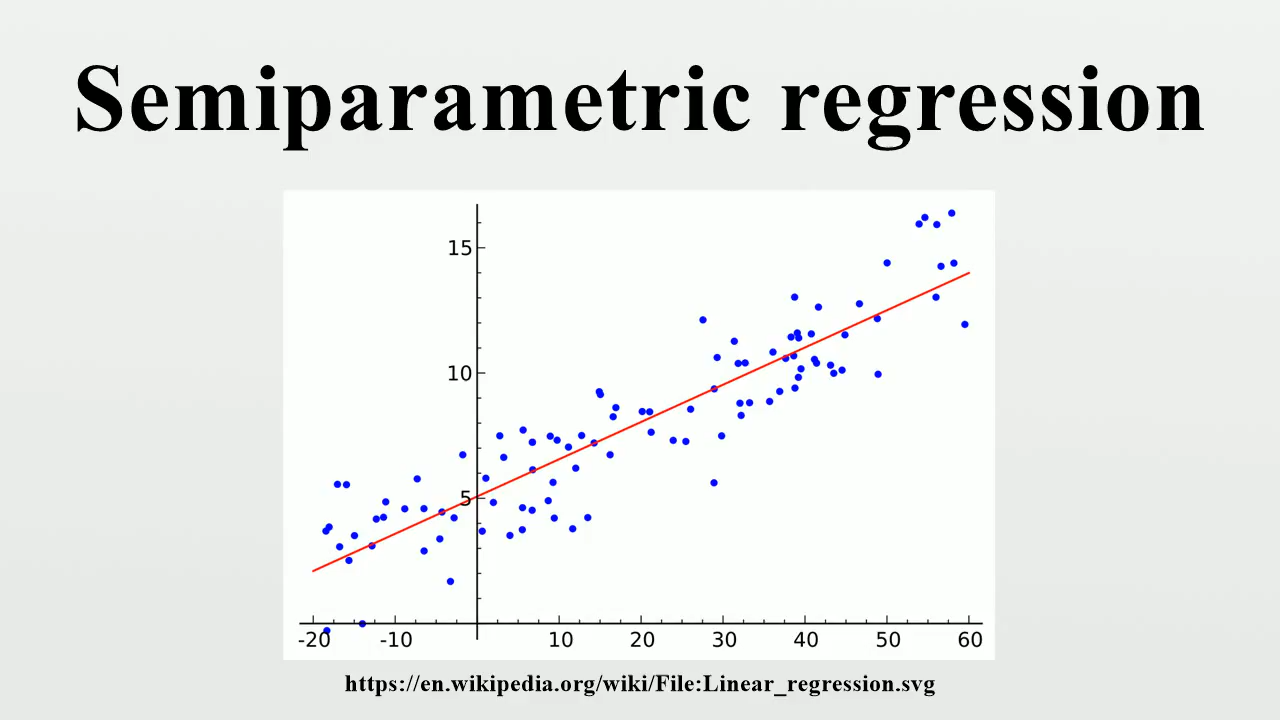 Semiparametric regression
15
10
5
-20 -10 10 20 30 40 50 60
https://en.wikipedia.org/wiki/File:Linear_regression.svg